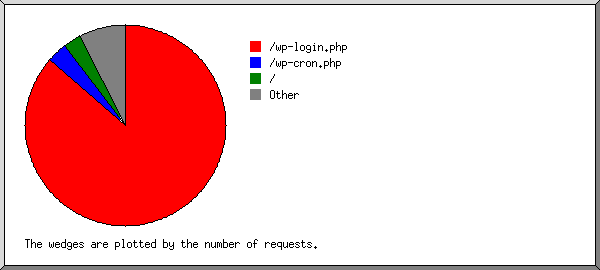 /wp-login.php
/wp-cron.php
/
Other
The wedges are plotted by the number of requests.